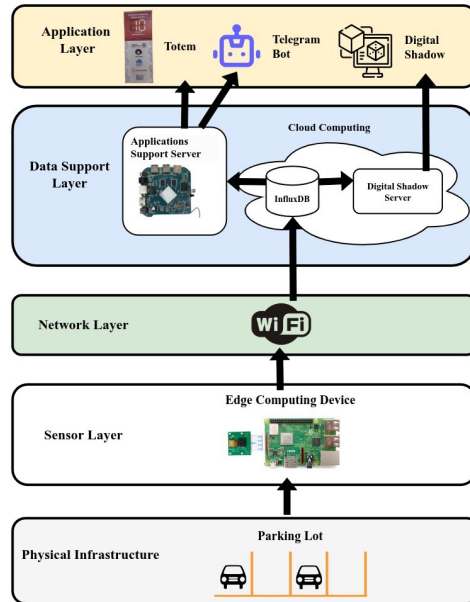 Application
Layer
10
Totem
Telegram
Bot
Digital
Shadow
Data Support
Layer
Applications
Support Server
Cloud Computing
InfluxDB
Digital Shadow
Server
Network Layer
WiFi
Edge Computing Device
Sensor Layer
Parking Lot
Physical Infrastructure